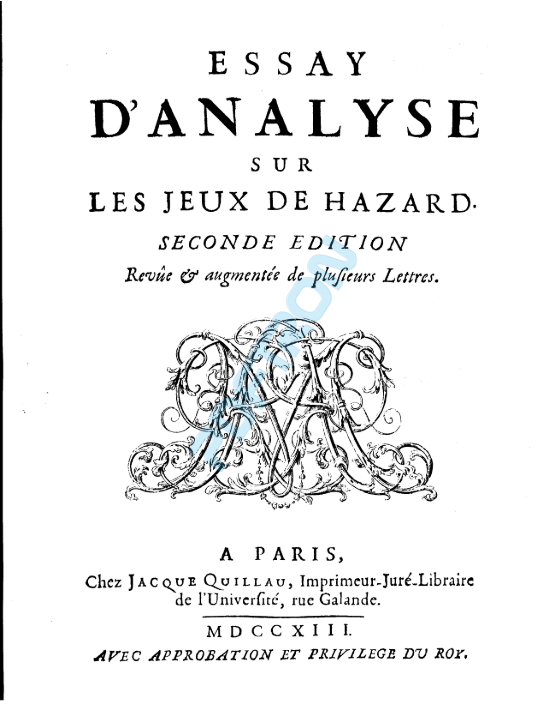 ESSAY
D'ANALYSE
SUR
LES JEUX DE HAZARD.
SECONDE EDITION
Revûe & augmentée de pluſieurs Lettres.
A PARIS,
Chez JACQUE QUILLAU, Imprimeur-Juré-Libraire
de l'Univerſité, rue Galande.
MDCCXIII.
AVEC APPROBATION ET PRIVILEGE DU ROY.